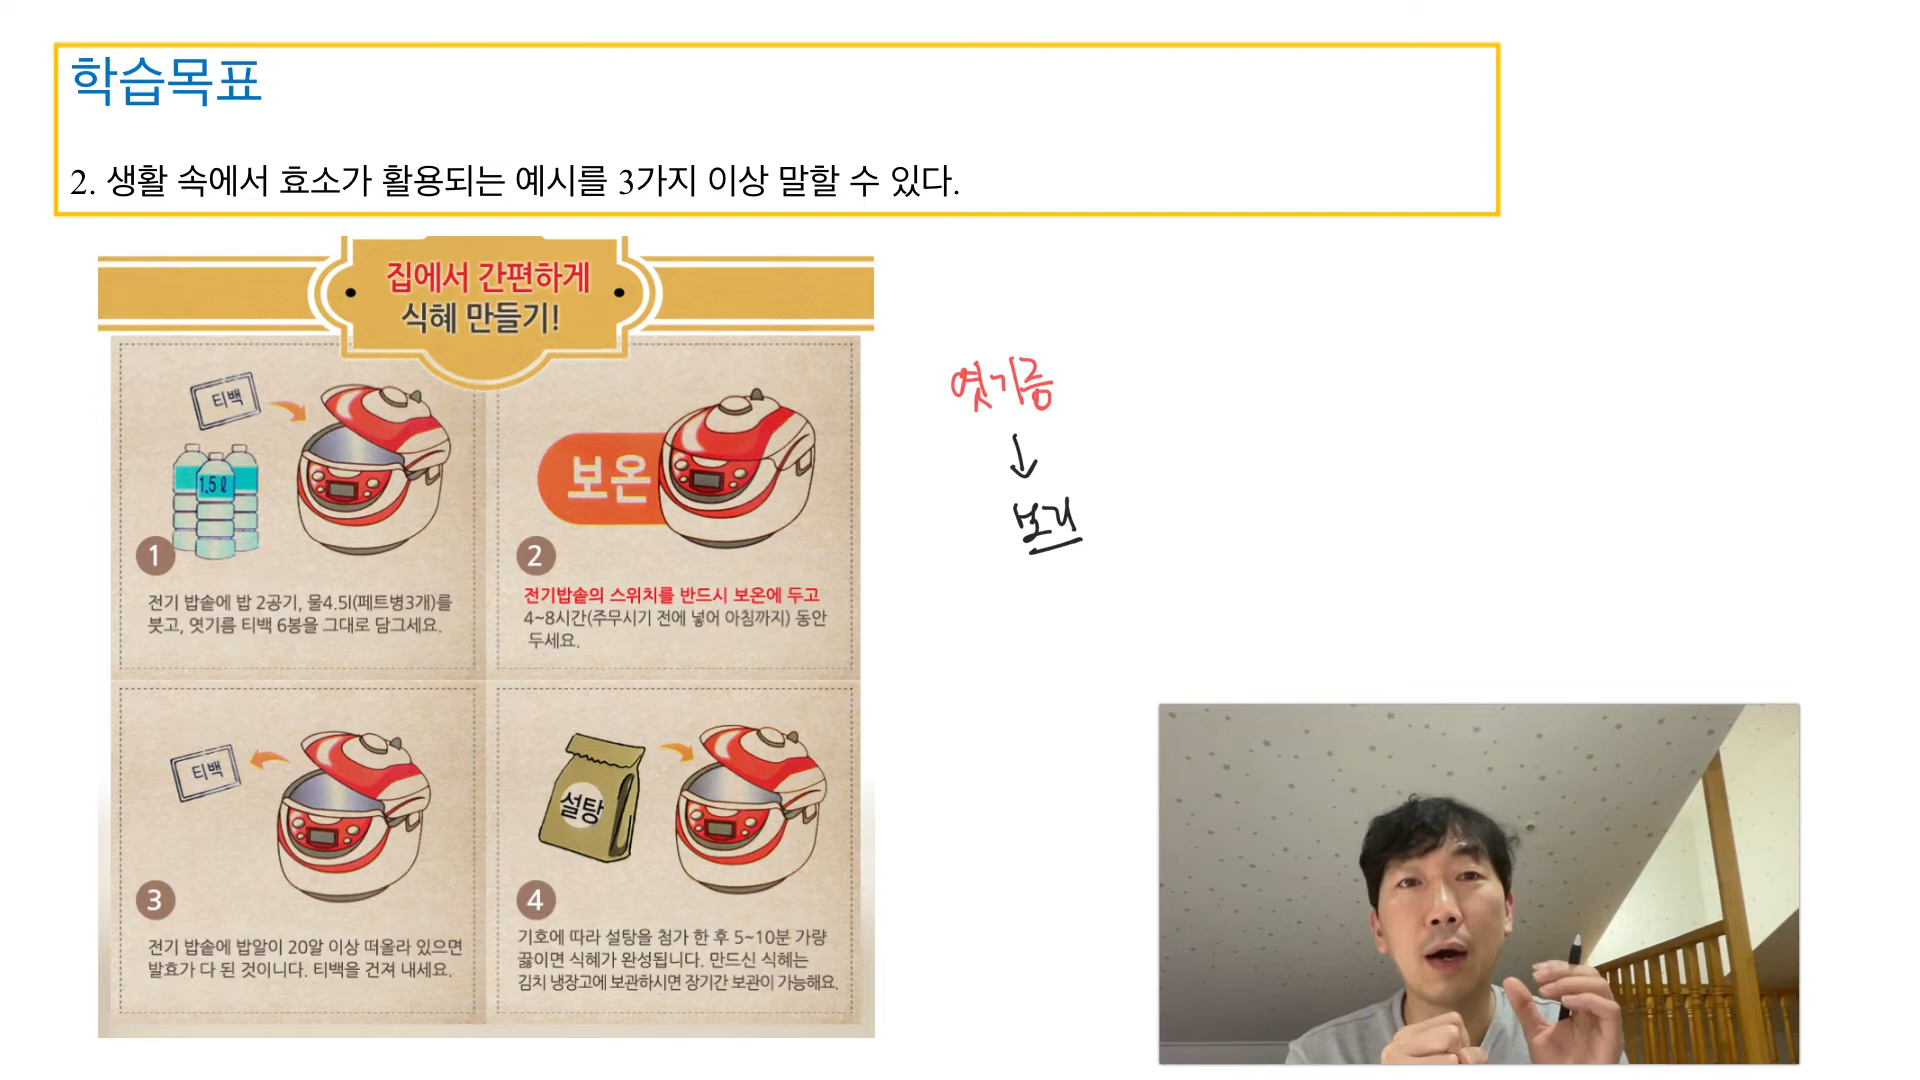 학습목표
2. 생활 속에서 효소가 활용되는 예시를 3가지 이상 말할 수 있다.
집에서 간편하게
식혜 만들기!
티백
1.5ℓ
1
전기 밥솥에 밥 2공기, 물4.5l(페트병3개)를
붓고, 엿기름 티백 6봉을 그대로 담그세요.
보온
2
전기밥솥의 스위치를 반드시 보온에 두고
4~8시간(주무시기 전에 넣어 아침까지) 동안
두세요.
티백
3
전기 밥솥에 밥알이 20알 이상 떠올라 있으면
발효가 다 된 것이니다. 티백을 건져 내세요.
설탕
4
기호에 따라 설탕을 첨가 한 후 5~10분 가량
끓이면 식혜가 완성됩니다. 만드신 식혜는
김치 냉장고에 보관하시면 장기간 보관이 가능해요.
엿기름
↓
보리